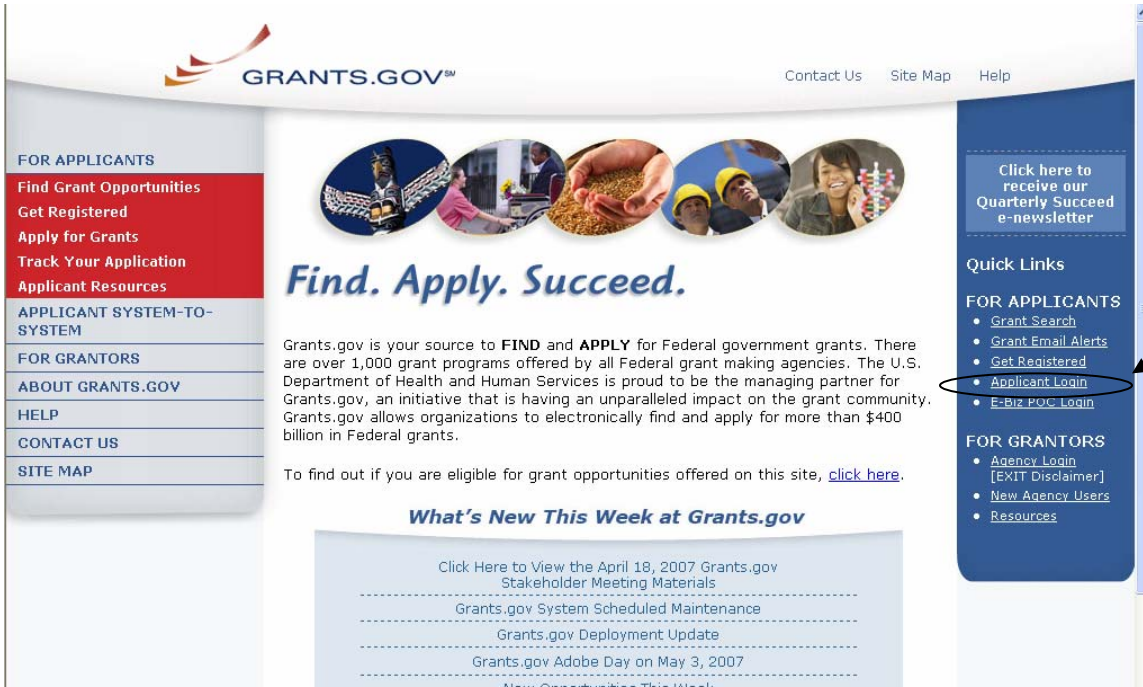 GRANTS.GOV℠
Contact Us Site Map Help
FOR APPLICANTS
Find Grant Opportunities
Get Registered
Apply for Grants
Track Your Application
Applicant Resources
APPLICANT SYSTEM-TO-
SYSTEM
FOR GRANTORS
ABOUT GRANTS.GOV
HELP
CONTACT US
SITE MAP
Find. Apply. Succeed.
Grants.gov is your source to FIND and APPLY for Federal government grants. There
are over 1,000 grant programs offered by all Federal grant making agencies. The U.S.
Department of Health and Human Services is proud to be the managing partner for
Grants.gov, an initiative that is having an unparalleled impact on the grant community.
Grants.gov allows organizations to electronically find and apply for more than $400
billion in Federal grants.
To find out if you are eligible for grant opportunities offered on this site, click here.
What's New This Week at Grants.gov
Click Here to View the April 18, 2007 Grants.gov
Stakeholder Meeting Materials
Grants.gov System Scheduled Maintenance
Grants.gov Deployment Update
Grants.gov Adobe Day on May 3, 2007
New Opportunities This Week
Click here to
receive our
Quarterly Succeed
e-newsletter
Quick Links
FOR APPLICANTS
Grant Search
Grant Email Alerts
Get Registered
Applicant Login
E-Biz POC Login
FOR GRANTORS
Agency Login
[EXIT Disclaimer]
New Agency Users
Resources